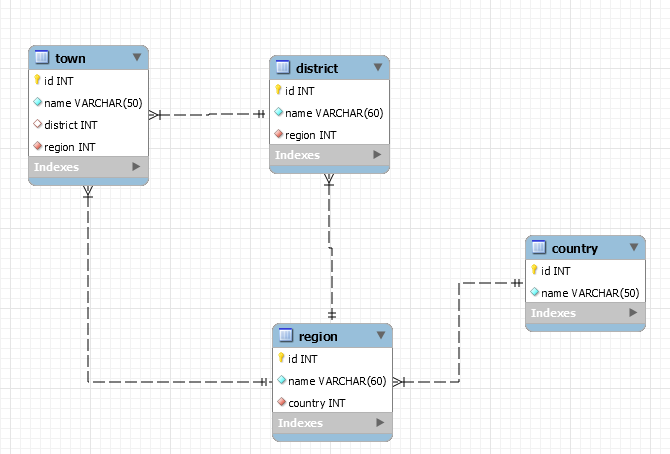 town
id INT
name VARCHAR(50)
district INT
region INT
Indexes
district
id INT
name VARCHAR(60)
region INT
Indexes
country
id INT
name VARCHAR(50)
Indexes
region
id INT
name VARCHAR(60)
country INT
Indexes